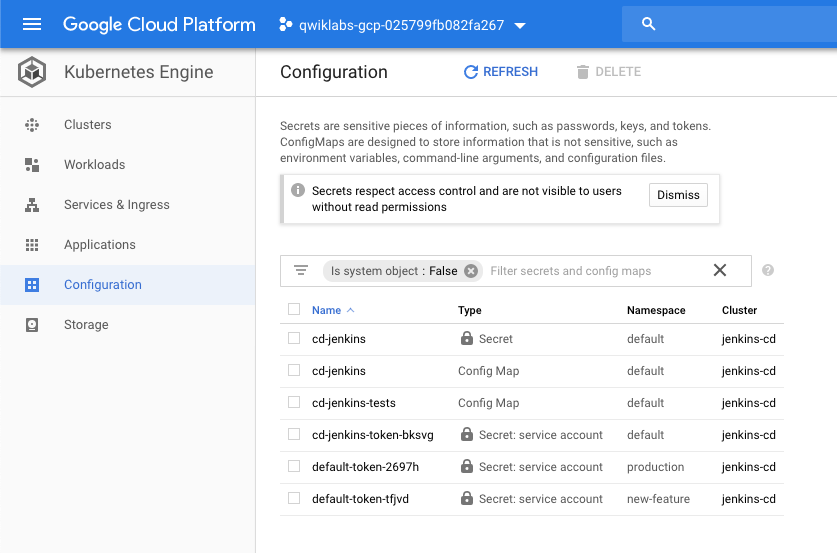 Google Cloud Platform
qwiklabs-gcp-025799fb082fa267
Kubernetes Engine
Clusters
Workloads
Services & Ingress
Applications
Configuration
Storage
Configuration
REFRESH
DELETE
Secrets are sensitive pieces of information, such as passwords, keys, and tokens.
ConfigMaps are designed to store information that is not sensitive, such as
environment variables, command-line arguments, and configuration files.
Secrets respect access control and are not visible to users
without read permissions
Dismiss
Is system object : False Filter secrets and config maps
Name Type Namespace Cluster
cd-jenkins Secret default jenkins-cd
cd-jenkins Config Map default jenkins-cd
cd-jenkins-tests Config Map default jenkins-cd
cd-jenkins-token-bksvg Secret: service account default jenkins-cd
default-token-2697h Secret: service account production jenkins-cd
default-token-tfjvd Secret: service account new-feature jenkins-cd